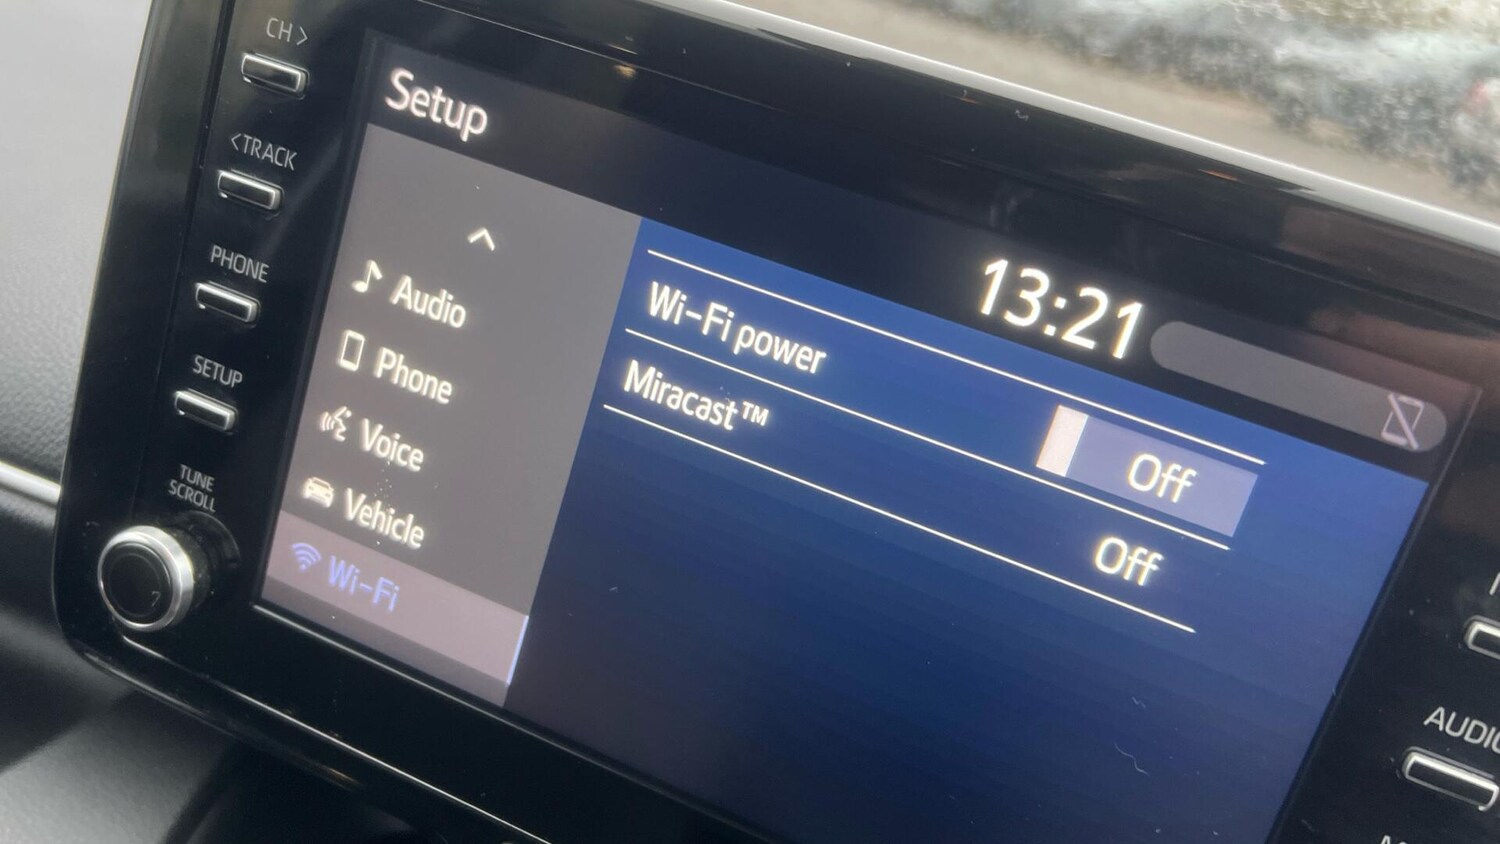 CH >
<TRACK
PHONE
SETUP
TUNE
SCROLL
Setup
13:21
Audio
Phone
Voice
Vehicle
Wi-Fi
Wi-Fi power
Off
Miracast™
Off